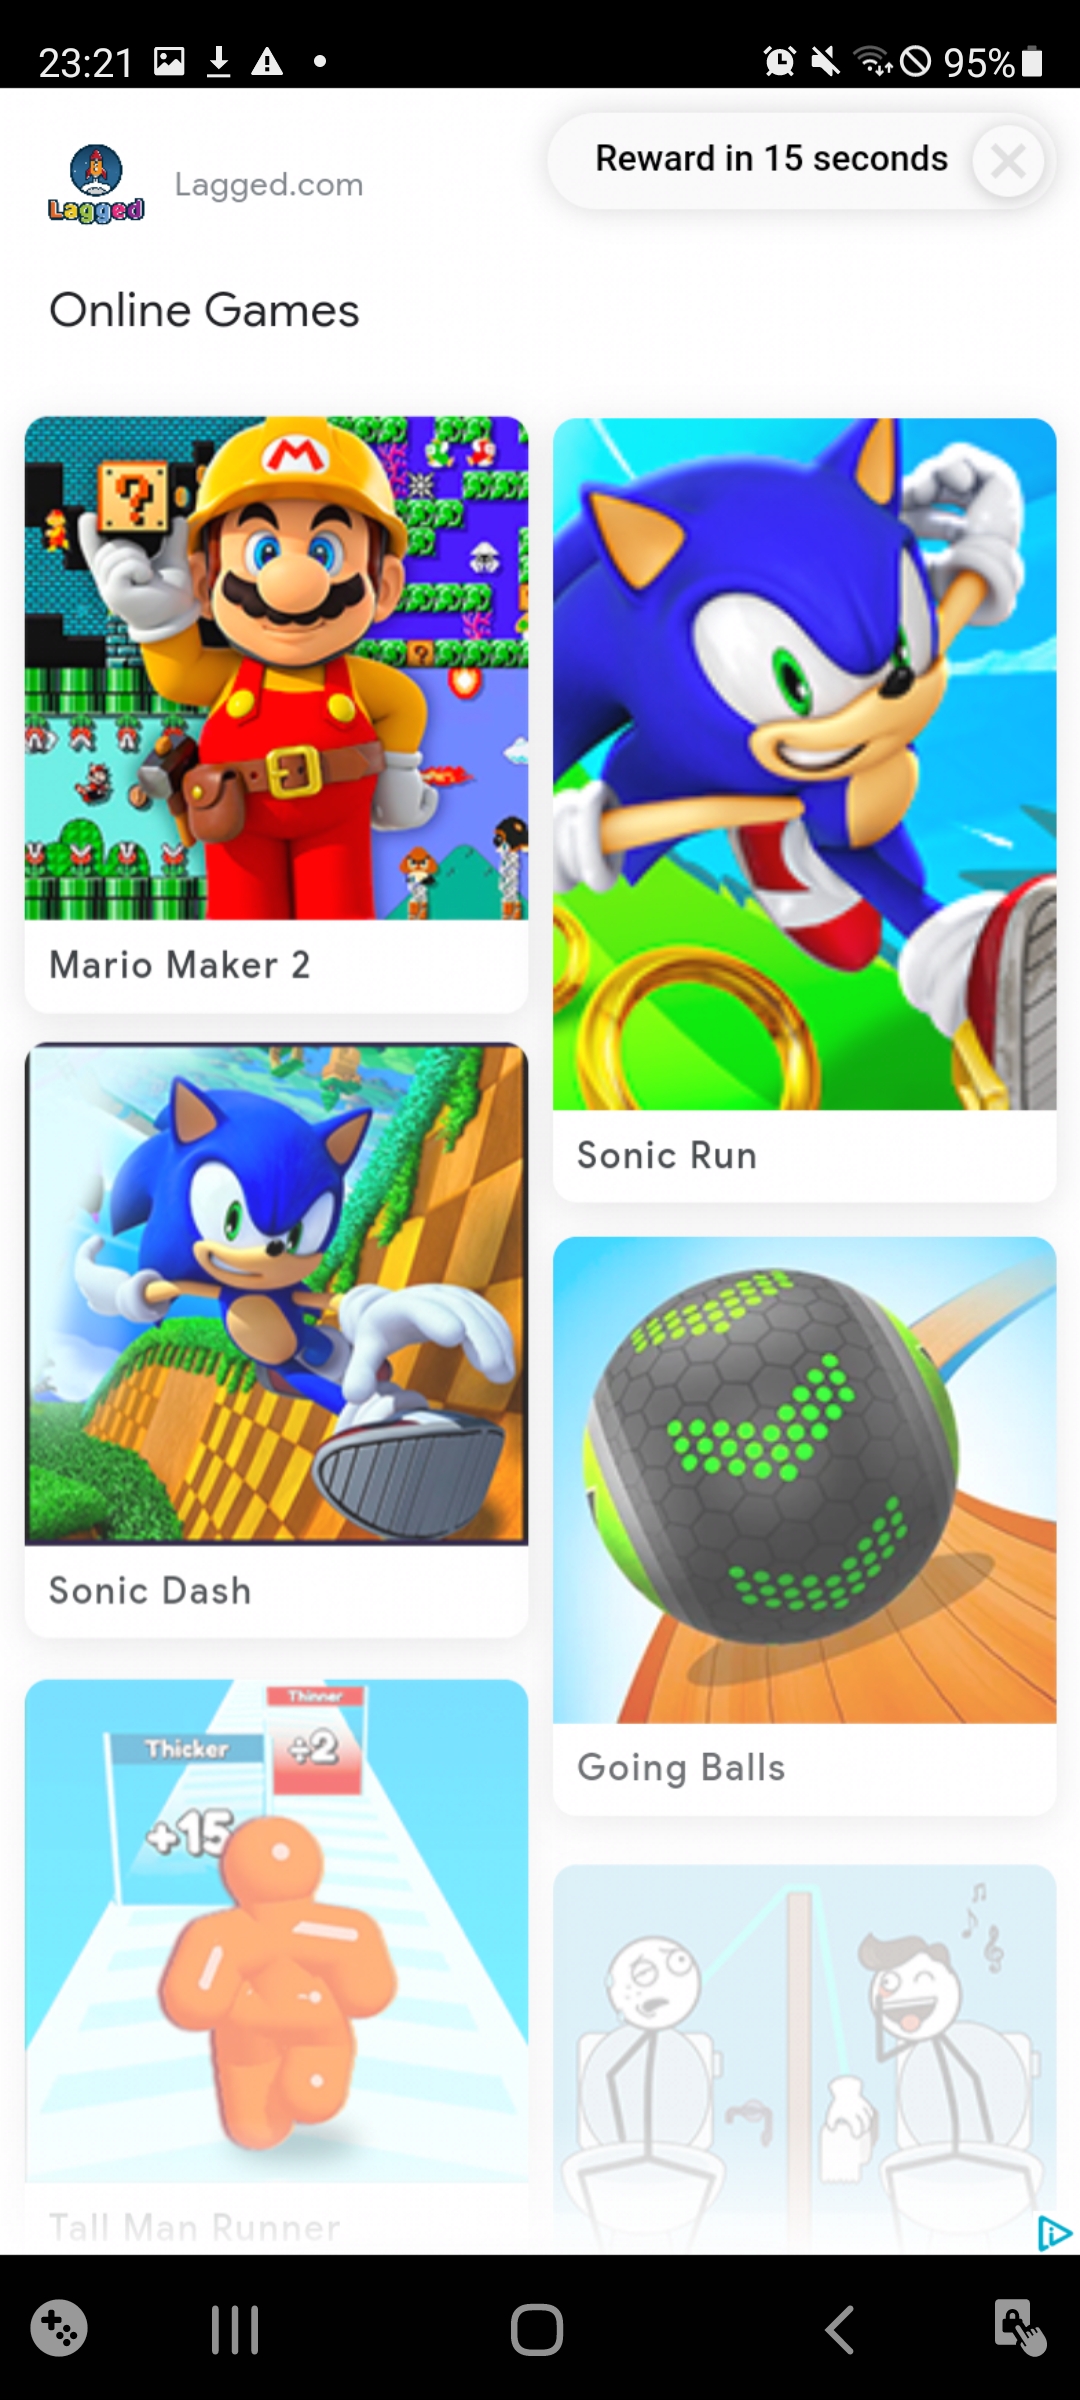 23:21
95%
Lagged
Lagged.com
Reward in 15 seconds
Online Games
M
?
?
Mario Maker 2
Sonic Run
Sonic Dash
Going Balls
Thinner
÷2
Thicker
+15
Tall Man Runner